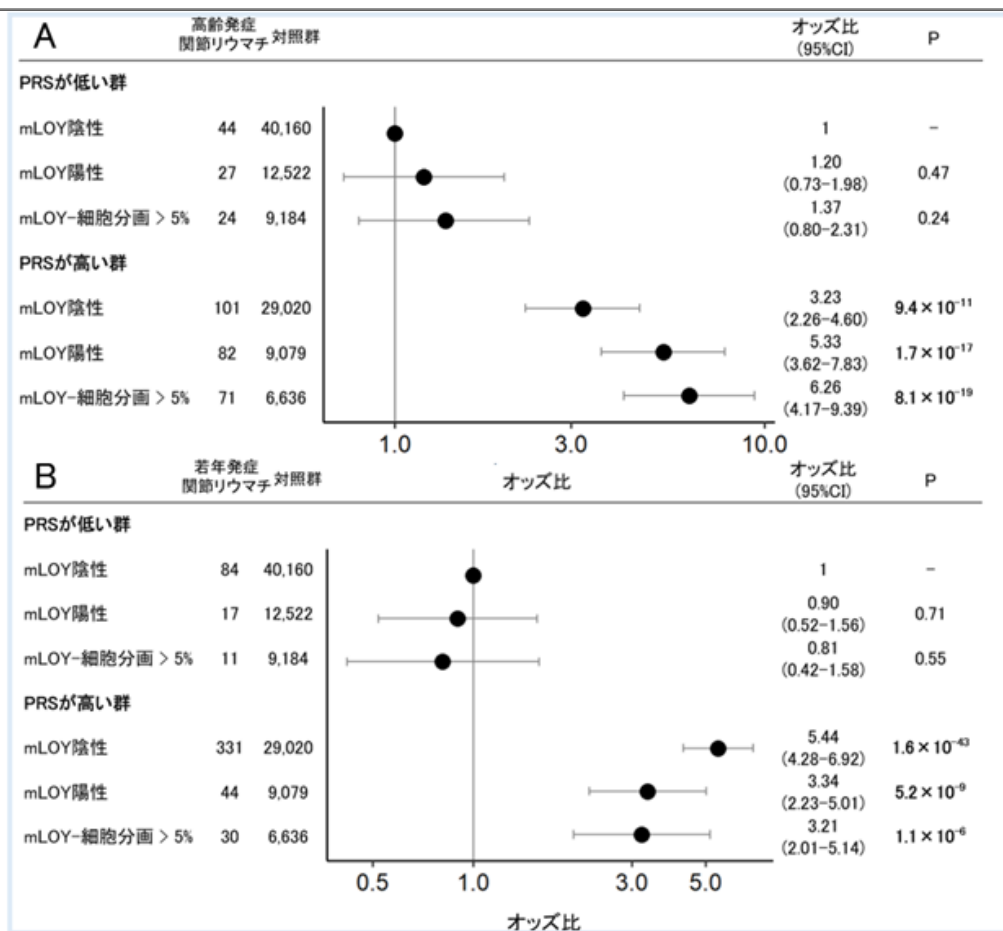 A
高齢発症
関節リウマチ 対照群 オッズ比 (95%CI) P
PRSが低い群
mLOY陰性 44 40,160 1 −
mLOY陽性 27 12,522 1.20 (0.73−1.98) 0.47
mLOY−細胞分画 > 5% 24 9,184 1.37 (0.80−2.31) 0.24
PRSが高い群
mLOY陰性 101 29,020 3.23 (2.26−4.60) 9.4×10⁻¹¹
mLOY陽性 82 9,079 5.33 (3.62−7.83) 1.7×10⁻¹⁷
mLOY−細胞分画 > 5% 71 6,636 6.26 (4.17−9.39) 8.1×10⁻¹⁹
1.0 3.0 10.0
オッズ比
B
若年発症
関節リウマチ 対照群 オッズ比 (95%CI) P
PRSが低い群
mLOY陰性 84 40,160 1 −
mLOY陽性 17 12,522 0.90 (0.52−1.56) 0.71
mLOY−細胞分画 > 5% 11 9,184 0.81 (0.42−1.58) 0.55
PRSが高い群
mLOY陰性 331 29,020 5.44 (4.28−6.92) 1.6×10⁻⁴³
mLOY陽性 44 9,079 3.34 (2.23−5.01) 5.2×10⁻⁹
mLOY−細胞分画 > 5% 30 6,636 3.21 (2.01−5.14) 1.1×10⁻⁶
0.5 1.0 3.0 5.0
オッズ比